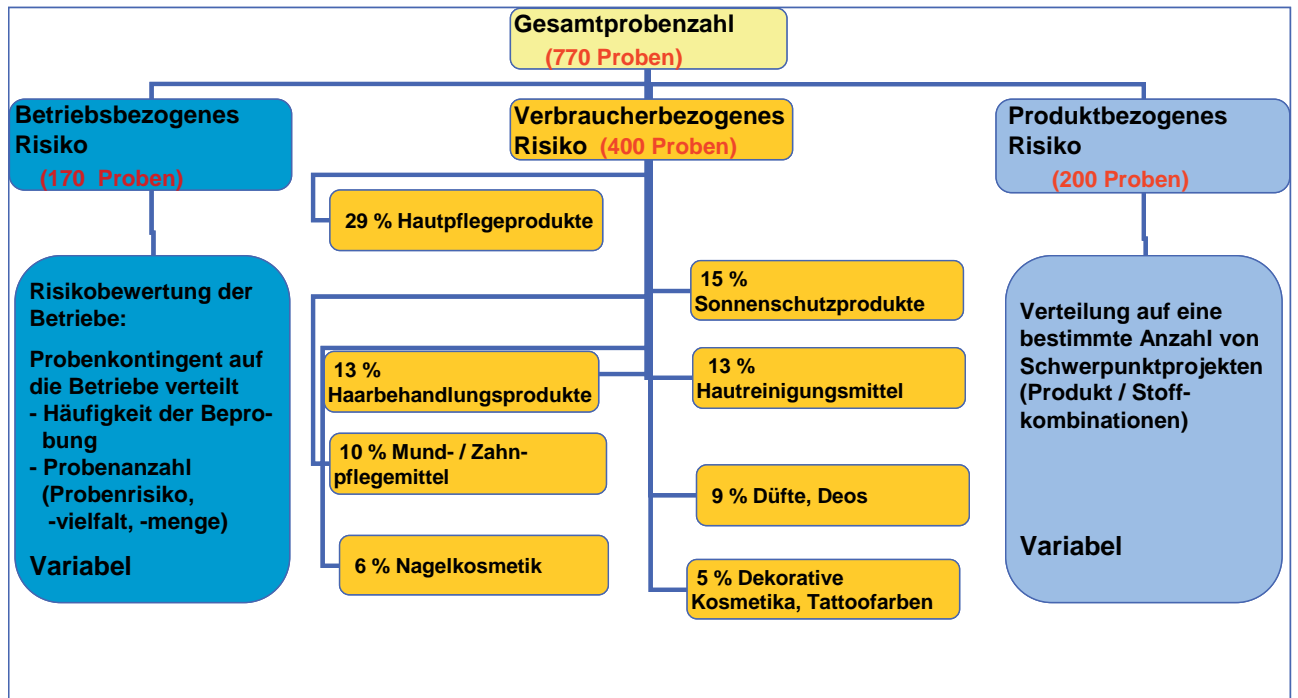 Gesamtprobenzahl
(770 Proben)
Betriebsbezogenes
Risiko
(170 Proben)
Verbraucherbezogenes
Risiko (400 Proben)
Produktbezogenes
Risiko
(200 Proben)
Risikobewertung der
Betriebe:
Probenkontingent auf
die Betriebe verteilt
- Häufigkeit der Bepro-
bung
- Probenanzahl
(Probenrisiko,
-vielfalt, -menge)
Variabel
29 % Hautpflegeprodukte
15 %
Sonnenschutzprodukte
13 %
Haarbehandlungsprodukte
13 %
Hautreinigungsmittel
10 % Mund- / Zahn-
pflegemittel
9 % Düfte, Deos
6 % Nagelkosmetik
5 % Dekorative
Kosmetika, Tattoofarben
Verteilung auf eine
bestimmte Anzahl von
Schwerpunktprojekten
(Produkt / Stoff-
kombinationen)
Variabel